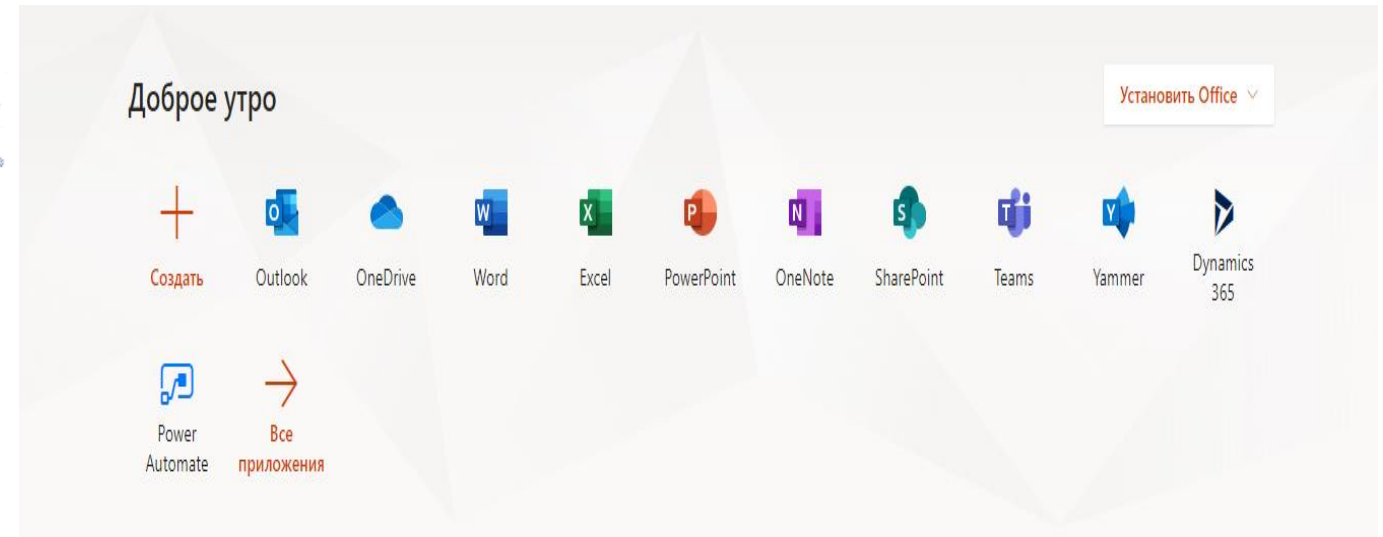 Доброе утро
Установить Office
Создать
Outlook
OneDrive
Word
Excel
PowerPoint
OneNote
SharePoint
Teams
Yammer
Dynamics
365
Power
Automate
Все
приложения